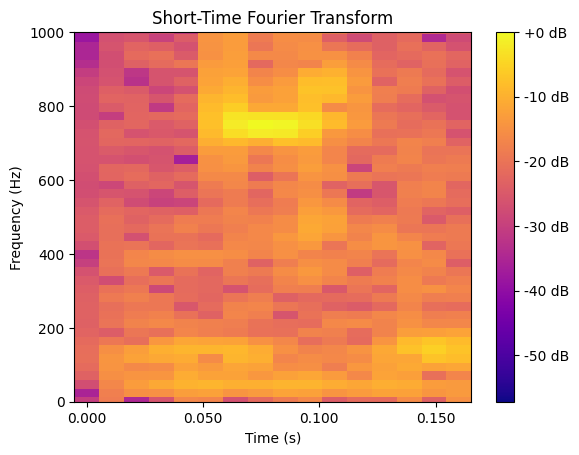 Short-Time Fourier Transform
Frequency (Hz)
1000
800
600
400
200
0
0.000
0.050
0.100
0.150
Time (s)
+0 dB
-10 dB
-20 dB
-30 dB
-40 dB
-50 dB